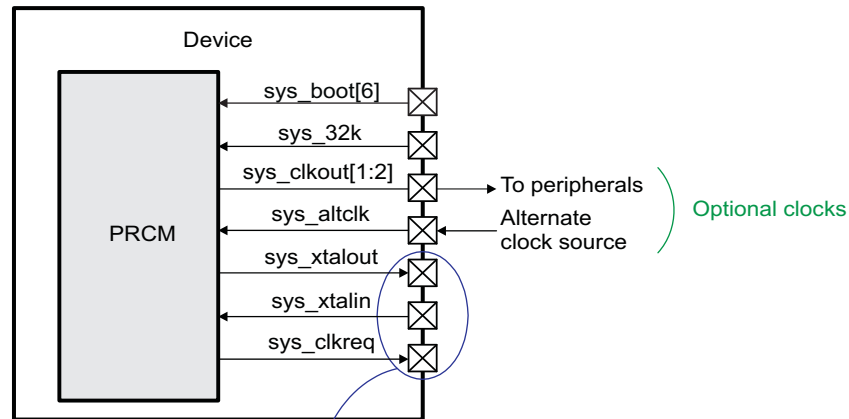 Device
sys_boot[6]
sys_32k
sys_clkout[1:2]
To peripherals
Optional clocks
sys_altclk
Alternate
clock source
PRCM
sys_xtalout
sys_xtalin
sys_clkreq